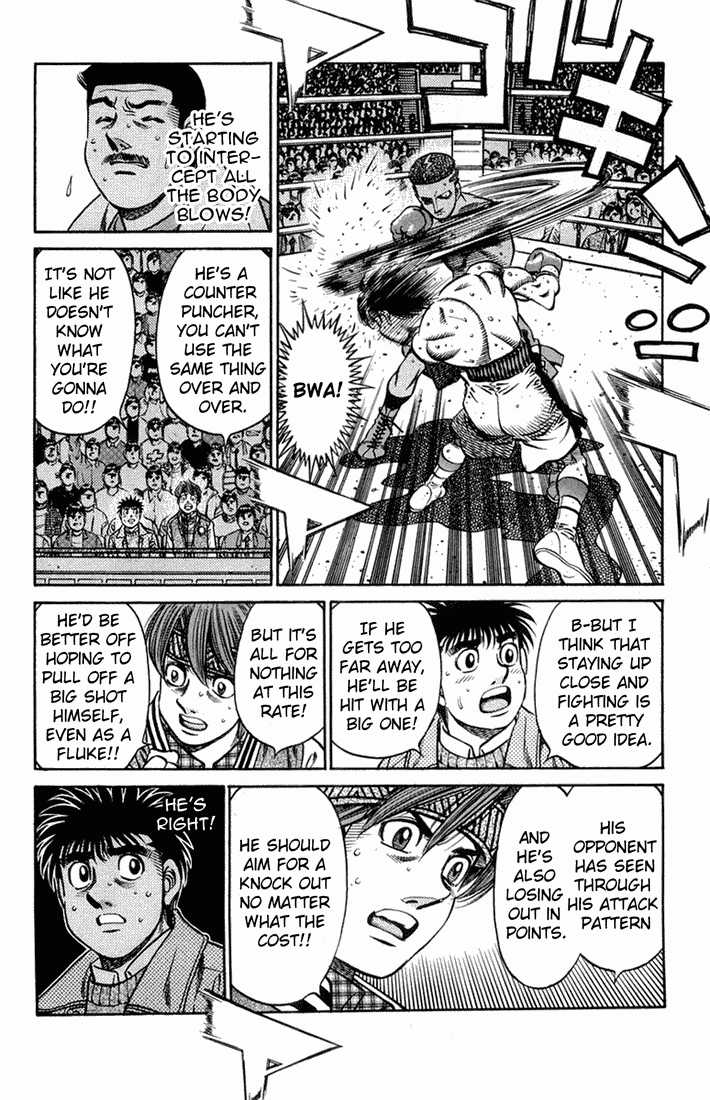 ゴギン!!
BWA!
HE'S
STARTING
TO INTER-
CEPT ALL
THE BODY
BLOWS!
HE'S A
COUNTER
PUNCHER,
YOU CAN'T
USE THE
SAME THING
OVER AND
OVER.
IT'S NOT
LIKE HE
DOESN'T
KNOW
WHAT
YOU'RE
GONNA
DO!!
B-BUT I
THINK THAT
STAYING UP
CLOSE AND
FIGHTING IS
A PRETTY
GOOD IDEA.
IF HE
GETS TOO
FAR AWAY,
HE'LL BE
HIT WITH A
BIG ONE!
BUT IT'S
ALL FOR
NOTHING
AT THIS
RATE!
HE'D BE
BETTER OFF
HOPING TO
PULL OFF A
BIG SHOT
HIMSELF,
EVEN AS A
FLUKE!!
HIS
OPPONENT
HAS SEEN
THROUGH
HIS ATTACK
PATTERN
AND
HE'S
ALSO
LOSING
OUT IN
POINTS.
HE SHOULD
AIM FOR A
KNOCK OUT
NO MATTER
WHAT THE
COST!!
HE'S
RIGHT!